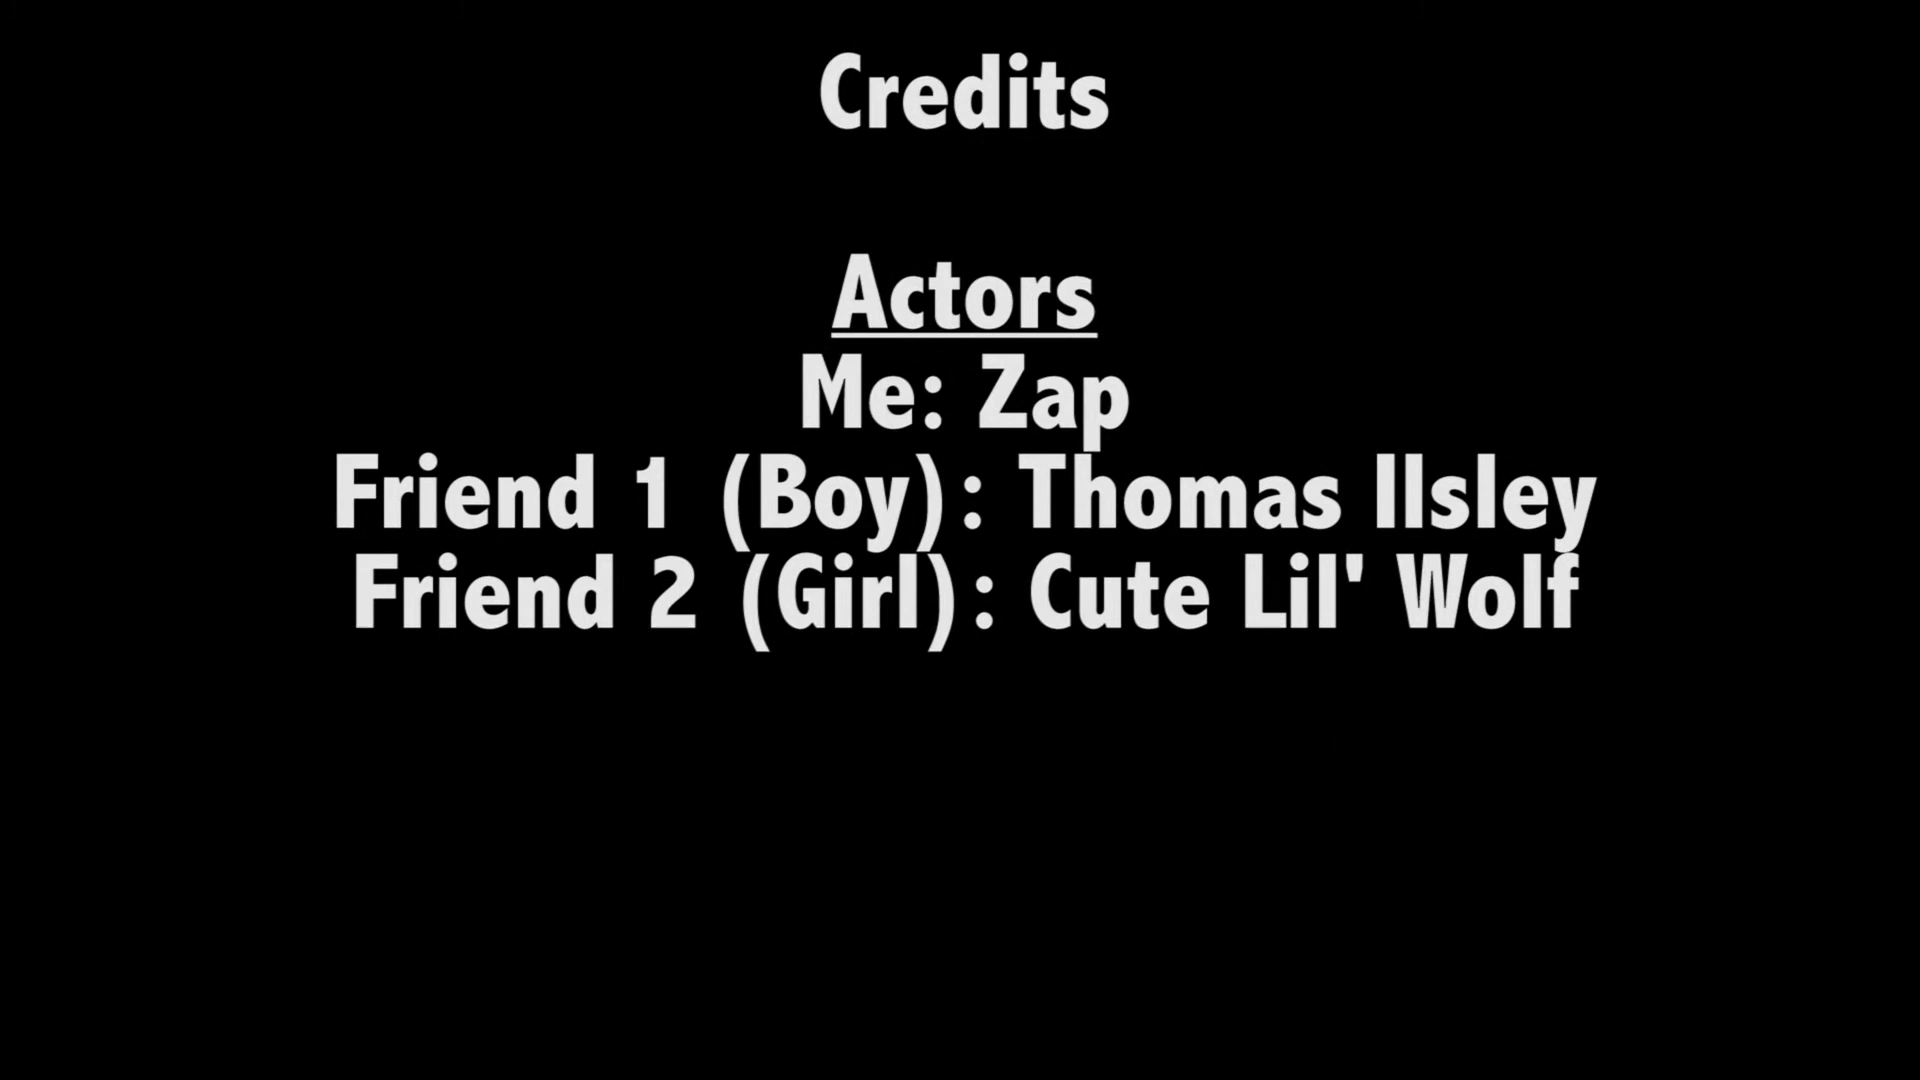 Credits
Actors
Me: Zap
Friend 1 (Boy): Thomas Ilsley
Friend 2 (Girl): Cute Lil' Wolf